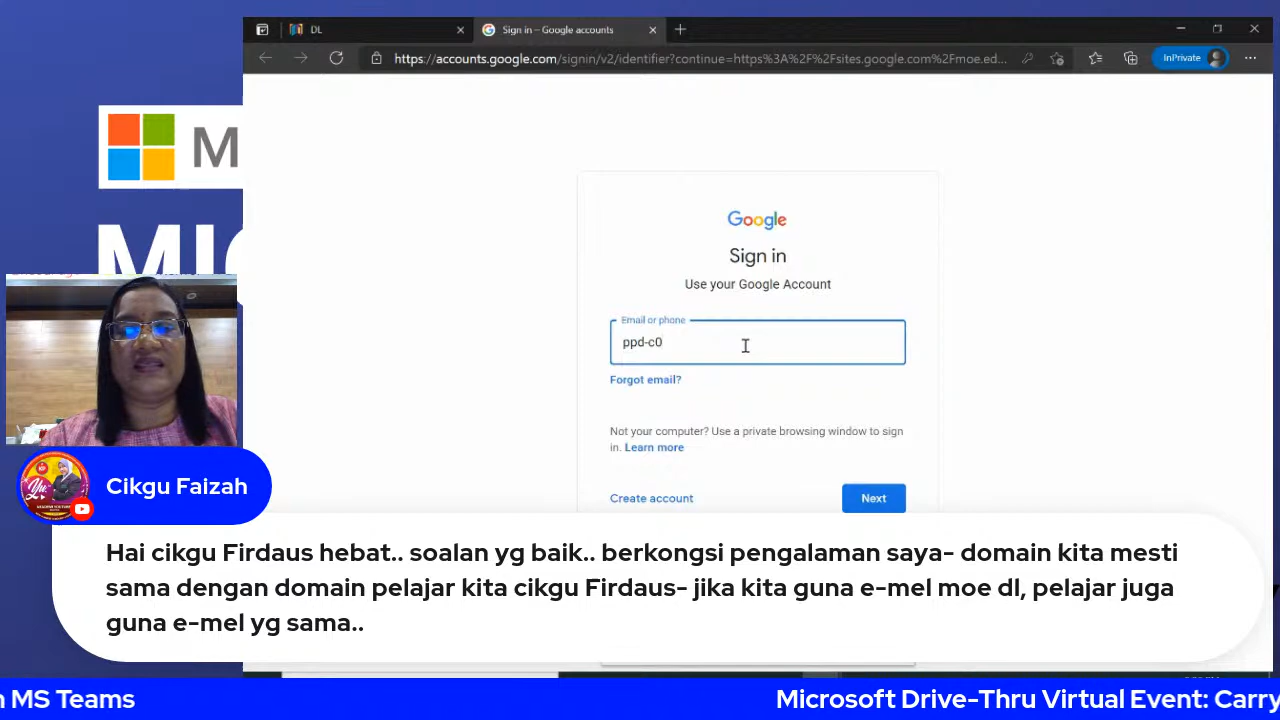 DL
Sign in – Google accounts
https://accounts.google.com/signin/v2/identifier?continue=https%3A%2F%2Fsites.google.com%2Fmoe.ed...
InPrivate
M
MIC
Google
Sign in
Use your Google Account
Email or phone
ppd-c0
Forgot email?
Not your computer? Use a private browsing window to sign
in. Learn more
Create account
Next
Cikgu Faizah
Hai cikgu Firdaus hebat.. soalan yg baik.. berkongsi pengalaman saya- domain kita mesti
sama dengan domain pelajar kita cikgu Firdaus- jika kita guna e-mel moe dl, pelajar juga
guna e-mel yg sama..
n MS Teams
Microsoft Drive-Thru Virtual Event: Carry